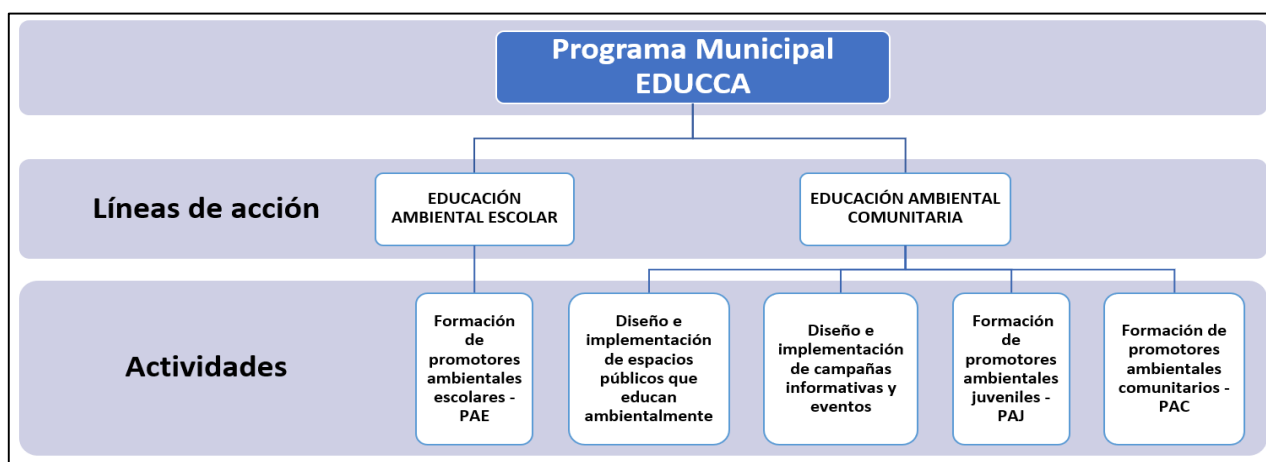 Programa Municipal
EDUCCA
Líneas de acción
EDUCACIÓN
AMBIENTAL ESCOLAR
EDUCACIÓN AMBIENTAL
COMUNITARIA
Actividades
Formación
de
promotores
ambientales
escolares -
PAE
Diseño e
implementación
de espacios
públicos que
educan
ambientalmente
Diseño e
implementación
de campañas
informativas y
eventos
Formación
de
promotores
ambientales
juveniles -
PAJ
Formación de
promotores
ambientales
comunitarios -
PAC